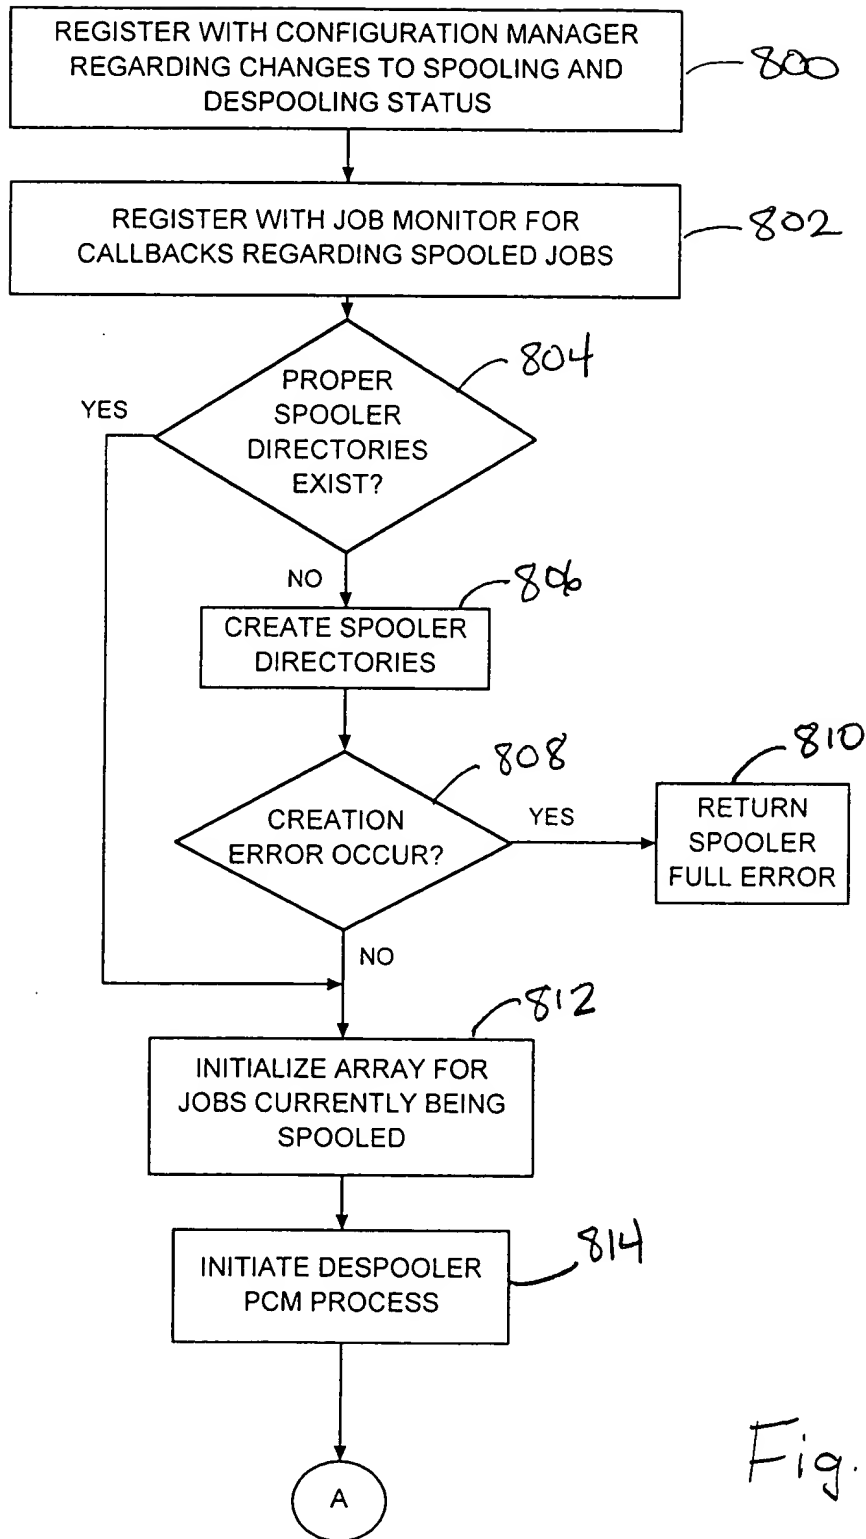 REGISTER WITH CONFIGURATION MANAGER
REGARDING CHANGES TO SPOOLING AND
DESPOOLING STATUS
800
REGISTER WITH JOB MONITOR FOR
CALLBACKS REGARDING SPOOLED JOBS
802
PROPER
SPOOLER
DIRECTORIES
EXIST?
804
YES
NO
CREATE SPOOLER
DIRECTORIES
806
CREATION
ERROR OCCUR?
808
YES
RETURN
SPOOLER
FULL ERROR
810
NO
INITIALIZE ARRAY FOR
JOBS CURRENTLY BEING
SPOOLED
812
INITIATE DESPOOLER
PCM PROCESS
814
A
Fig.